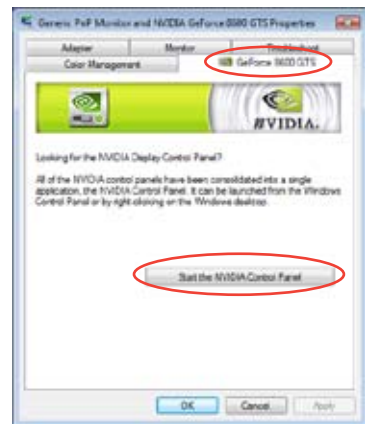 Generic PnP Monitor and NVIDIA GeForce 8600 GTS Properties
Adapter Monitor Troubleshoot
Color Management GeForce 8600 GTS
NVIDIA.
Looking for the NVIDIA Display Control Panel?
All of the NVIDIA control panels have been consolidated into a single
application, the NVIDIA Control Panel. It can be launched from the Windows
Control Panel or by right clicking on the Windows desktop.
Start the NVIDIA Control Panel
OK Cancel Apply